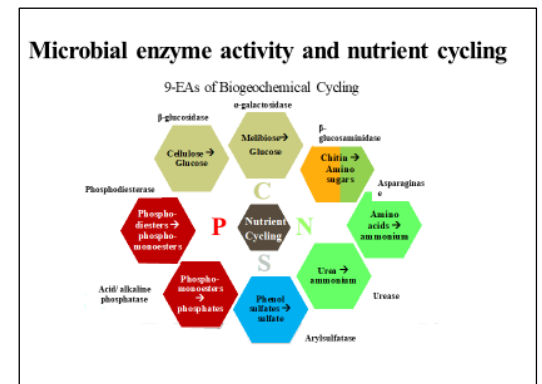 Microbial enzyme activity and nutrient cycling
9-EAs of Biogeochemical Cycling
α-galactosidase
β-glucosidase
Melibiose→
Glucose
β-
glucosaminidase
Cellulose →
Glucose
Chitin →
Amino
sugars
C
Phosphodiesterase
Asparaginas
e
Phospho-
diesters →
phospho-
monoesters
P
Nutrient
Cycling
N
Amino
acids →
ammonium
S
Urea →
ammonium
Acid/ alkaline
phosphatase
Phospho-
monoesters
→
phosphates
Phenol
sulfates →
sulfate
Urease
Arylsulfatase